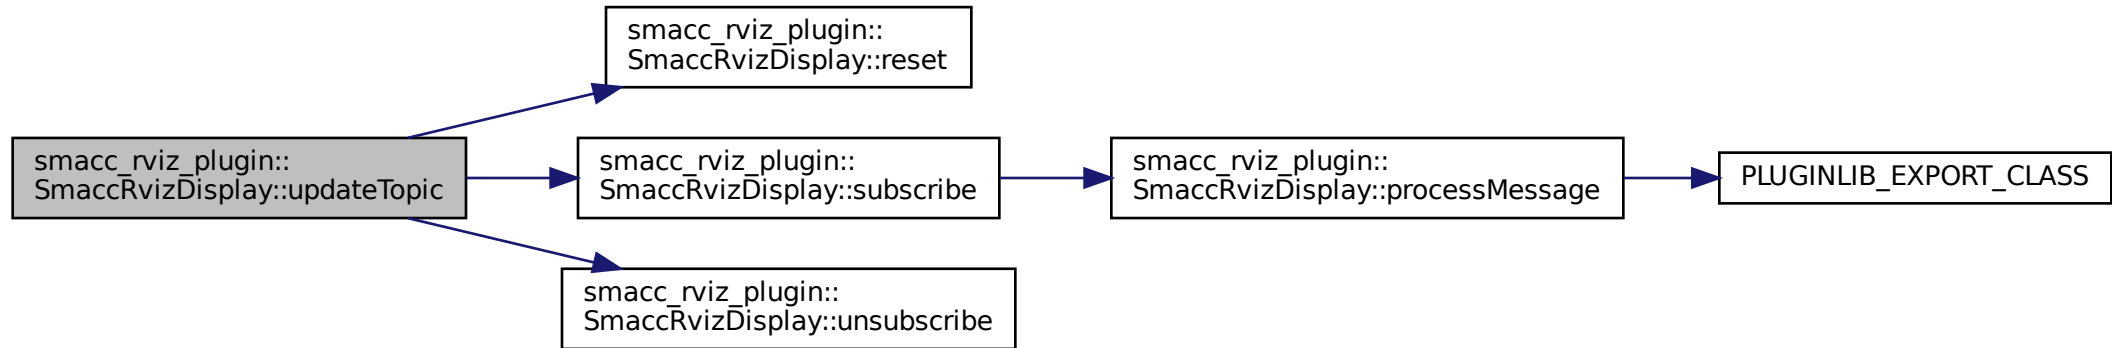 smacc_rviz_plugin::
SmaccRvizDisplay::reset
smacc_rviz_plugin::
SmaccRvizDisplay::updateTopic
smacc_rviz_plugin::
SmaccRvizDisplay::subscribe
smacc_rviz_plugin::
SmaccRvizDisplay::processMessage
PLUGINLIB_EXPORT_CLASS
smacc_rviz_plugin::
SmaccRvizDisplay::unsubscribe